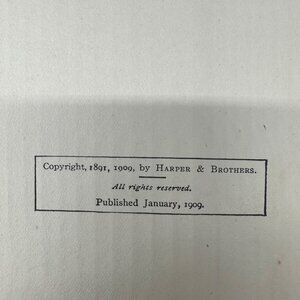 Copyright, 1891, 1909, by HARPER & BROTHERS.
All rights reserved.
Published January, 1909.